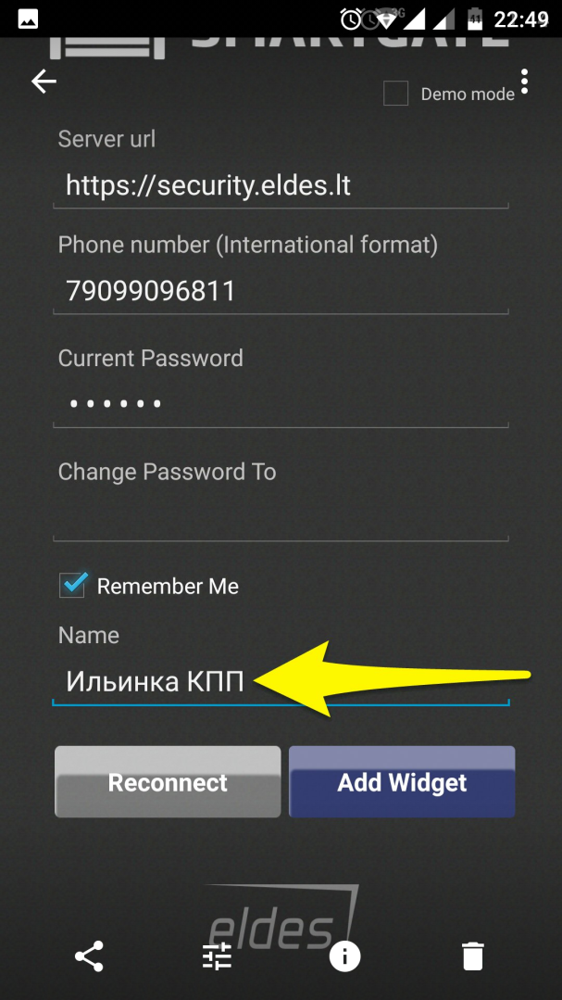 22:49
SMARTGATE
Demo mode
Server url
https://security.eldes.lt
Phone number (International format)
79099096811
Current Password
••••••
Change Password To
Remember Me
Name
Ильинка КПП
Reconnect
Add Widget
eldes